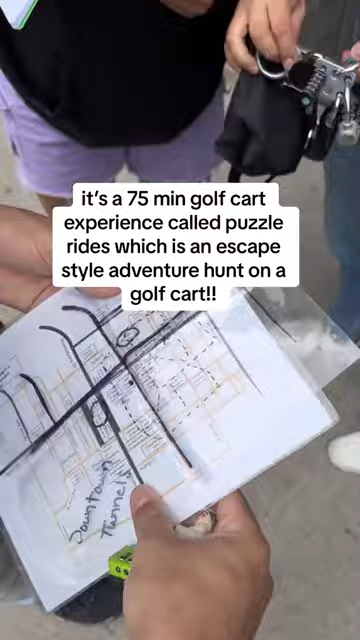 it's a 75 min golf cart
experience called puzzle
rides which is an escape
style adventure hunt on a
golf cart!!
Downtown
Tunnels